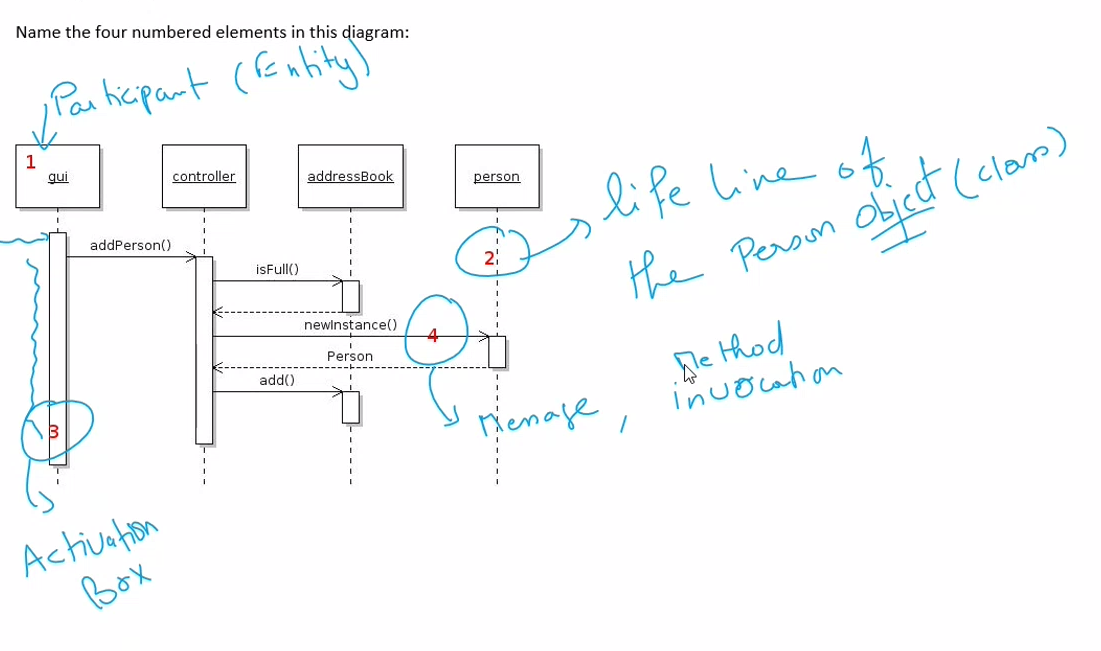 Name the four numbered elements in this diagram:
Participant (Entity)
1
gui
controller
addressBook
person
life line of
the Person Object (class)
addPerson()
2
isFull()
newInstance()
4
Person
Method
invocation
add()
Message,
3
Activation
Box